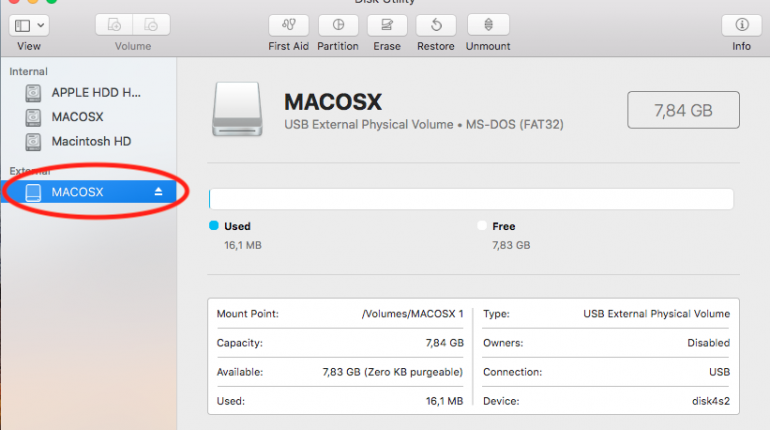 Disk Utility
View
Volume
First Aid
Partition
Erase
Restore
Unmount
Info
Internal
APPLE HDD H...
MACOSX
Macintosh HD
External
MACOSX
MACOSX
USB External Physical Volume • MS-DOS (FAT32)
7,84 GB
Used
16,1 MB
Free
7,83 GB
Mount Point: /Volumes/MACOSX 1
Capacity: 7,84 GB
Available: 7,83 GB (Zero KB purgeable)
Used: 16,1 MB
Type: USB External Physical Volume
Owners: Disabled
Connection: USB
Device: disk4s2